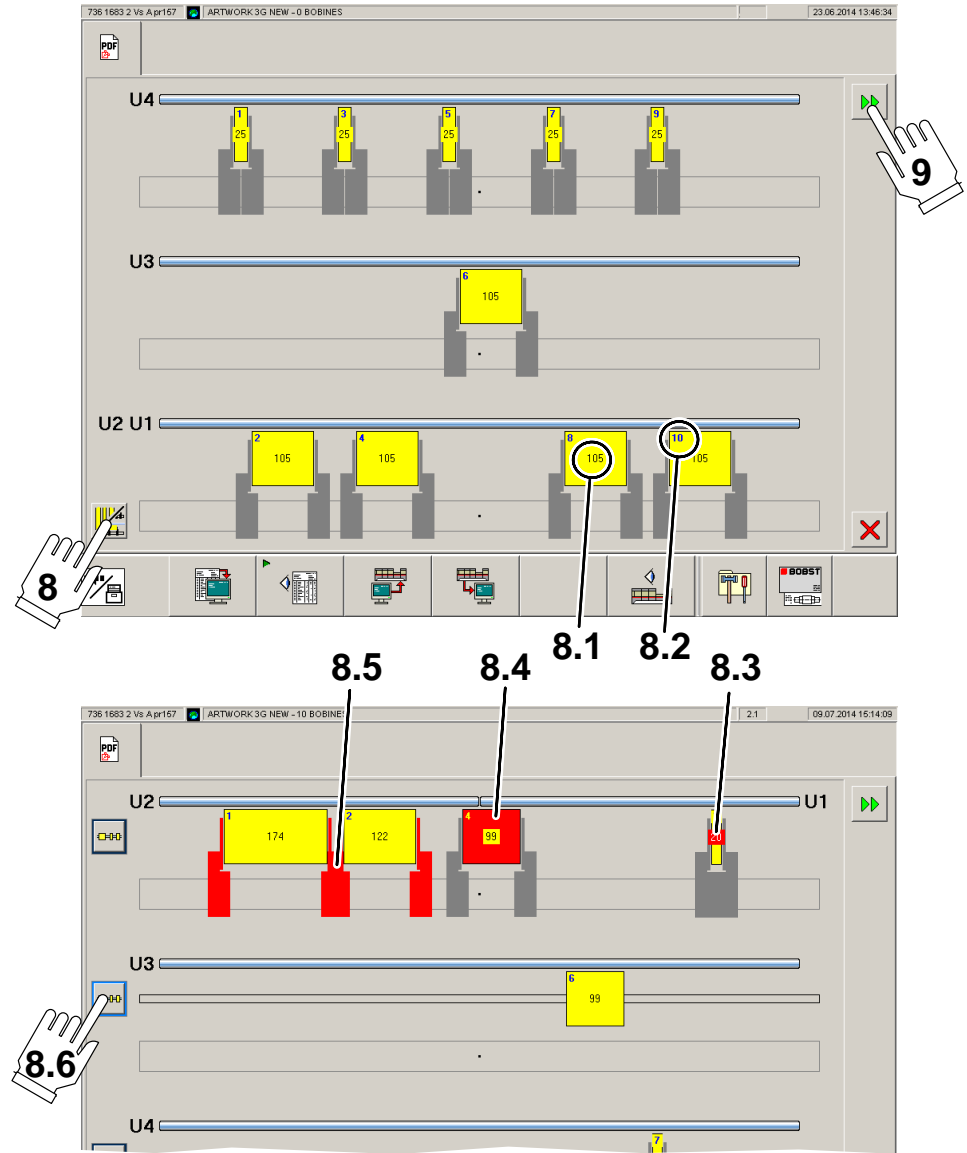 736 1683 2 Vs Apr157 ARTWORK 3G NEW - 0 BOBINES 23.06.2014 13:46:34
PDF
U4
1 3 5 7 9
25 25 25 25 25
9
U3
6
105
U2 U1
2 4 8 10
105 105 105 105
8
BOBST
8.1 8.2
8.5 8.4 8.3
736 1683 2 Vs Apr157 ARTWORK 3G NEW - 10 BOBINES 2.1 09.07.2014 15:14:09
PDF
U2 U1
1 2 4
174 122 99 20
U3
6
99
8.6
U4
7